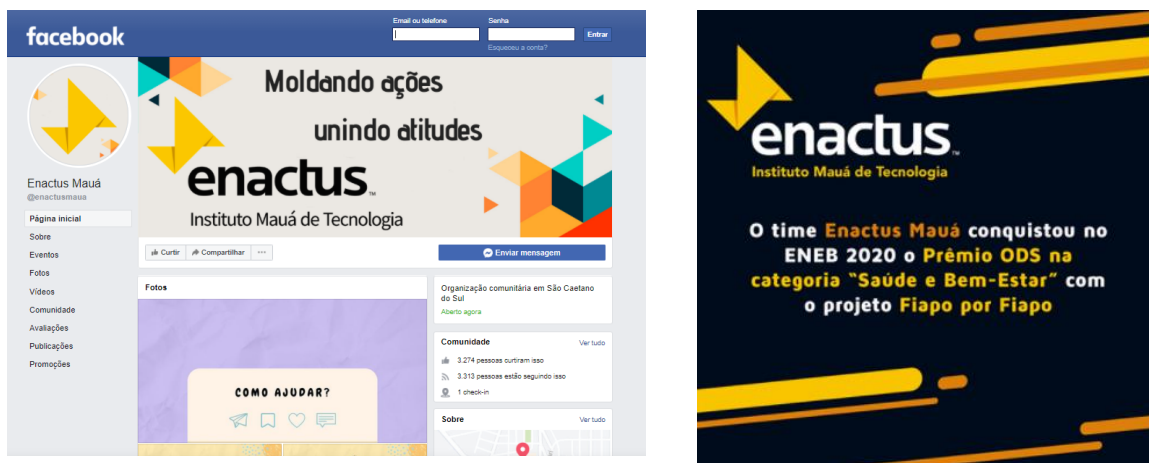 facebook
Email ou telefone
Senha
Entrar
Esqueceu a conta?
Moldando ações
unindo atitudes
enactus™
Instituto Mauá de Tecnologia
Enactus Mauá
@enactusmaua
Página inicial
Sobre
Eventos
Fotos
Vídeos
Comunidade
Avaliações
Publicações
Promoções
Curtir
Compartilhar
Enviar mensagem
Fotos
COMO AJUDAR?
Organização comunitária em São Caetano
do Sul
Aberto agora
Comunidade
Ver tudo
3.274 pessoas curtiram isso
3.313 pessoas estão seguindo isso
1 check-in
Sobre
Ver tudo
enactus™
Instituto Mauá de Tecnologia
O time Enactus Mauá conquistou no
ENEB 2020 o Prêmio ODS na
categoria "Saúde e Bem-Estar" com
o projeto Fiapo por Fiapo